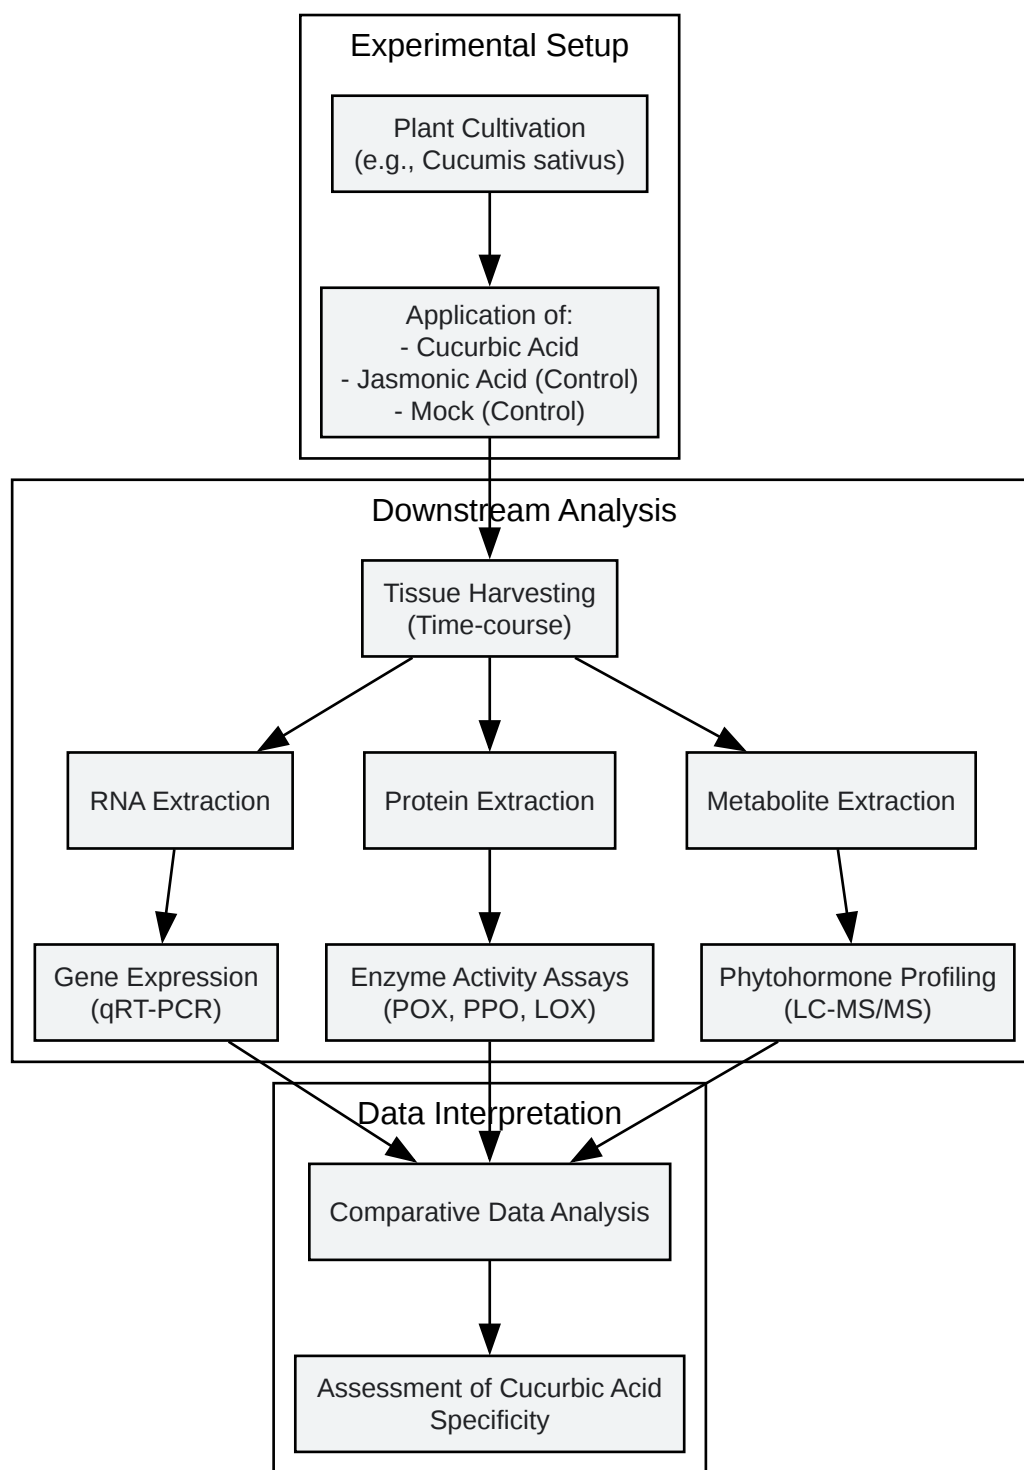 Experimental Setup
Plant Cultivation
(e.g., Cucumis sativus)
Application of:
- Cucurbic Acid
- Jasmonic Acid (Control)
- Mock (Control)
Downstream Analysis
Tissue Harvesting
(Time-course)
RNA Extraction
Protein Extraction
Metabolite Extraction
Gene Expression
(qRT-PCR)
Enzyme Activity Assays
(POX, PPO, LOX)
Phytohormone Profiling
(LC-MS/MS)
Data Interpretation
Comparative Data Analysis
Assessment of Cucurbic Acid
Specificity